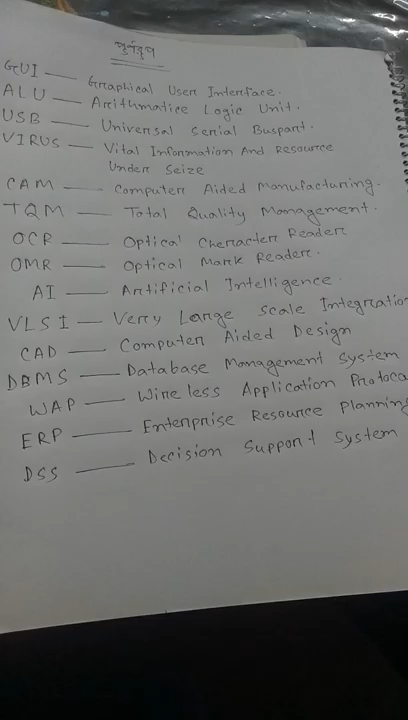 পূর্ণরূপ
GUI — Graphical User Interface.
ALU — Arithmatice Logic Unit.
USB — Universal Serial Buspart.
VIRUS — Vital Information And Resource
Under Seize
CAM — Computer Aided Manufacturing.
TQM — Total Quality Management.
OCR — Optical Cheracter Reader
OMR — Optical Mark Reader.
AI — Artificial Intelligence.
VLSI — Verry Large Scale Integration
CAD — Computer Aided Design
DBMS — Database Management System
WAP — Wireless Application Protoca
ERP — Enterprise Resource Planning
DSS — Decision Support System